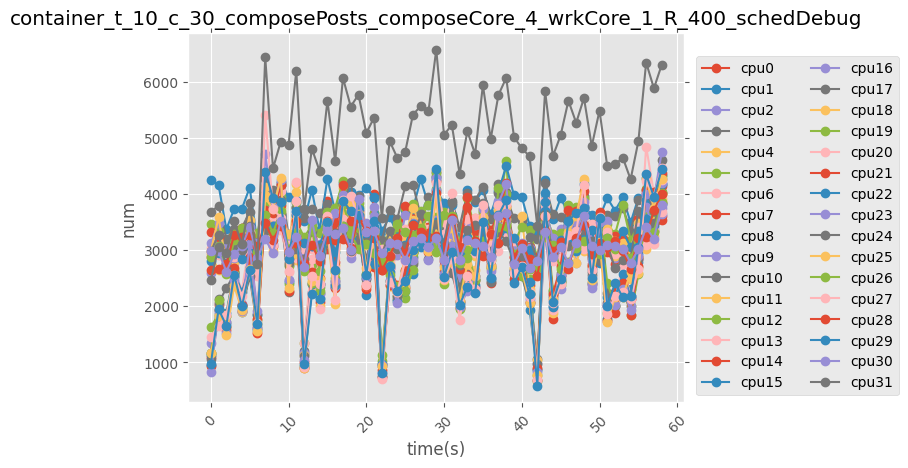 container_t_10_c_30_composePosts_composeCore_4_wrkCore_1_R_400_schedDebug
num
6000
5000
4000
3000
2000
1000
0
10
20
30
40
50
60
time(s)
cpu0
cpu1
cpu2
cpu3
cpu4
cpu5
cpu6
cpu7
cpu8
cpu9
cpu10
cpu11
cpu12
cpu13
cpu14
cpu15
cpu16
cpu17
cpu18
cpu19
cpu20
cpu21
cpu22
cpu23
cpu24
cpu25
cpu26
cpu27
cpu28
cpu29
cpu30
cpu31